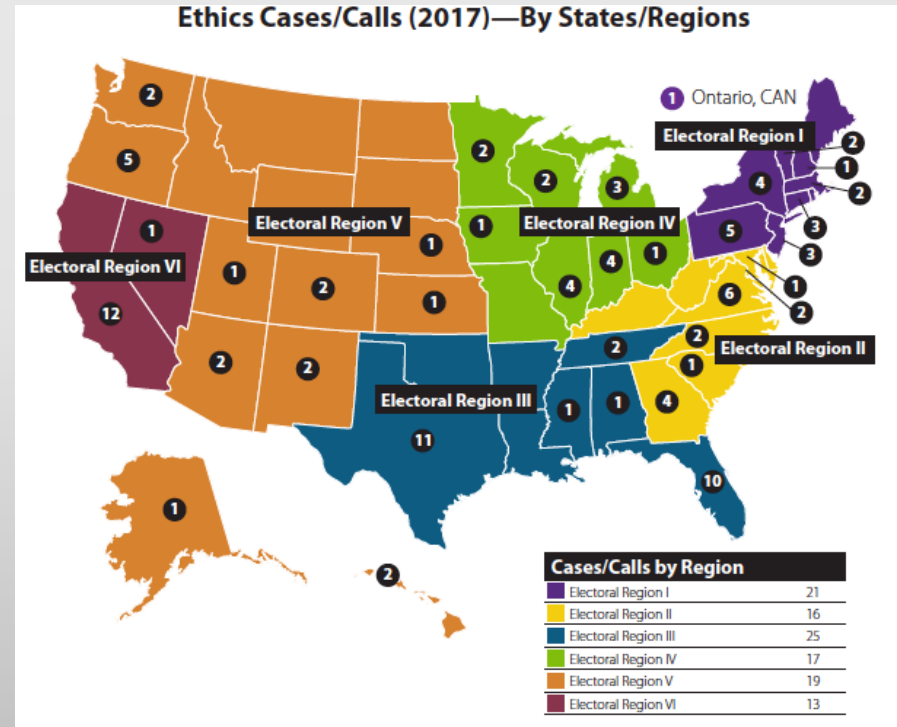 Ethics Cases/Calls (2017)—By States/Regions
1 Ontario, CAN
Electoral Region I
2
2
5
2
2
3
4
2
1
2
Electoral Region V
Electoral Region IV
1
1
1
5
3
3
Electoral Region VI
1
2
4
4
1
1
2
6
12
1
2
2
2
2
1
Electoral Region II
Electoral Region III
1
1
4
11
10
1
2
Cases/Calls by Region
Electoral Region I 21
Electoral Region II 16
Electoral Region III 25
Electoral Region IV 17
Electoral Region V 19
Electoral Region VI 13